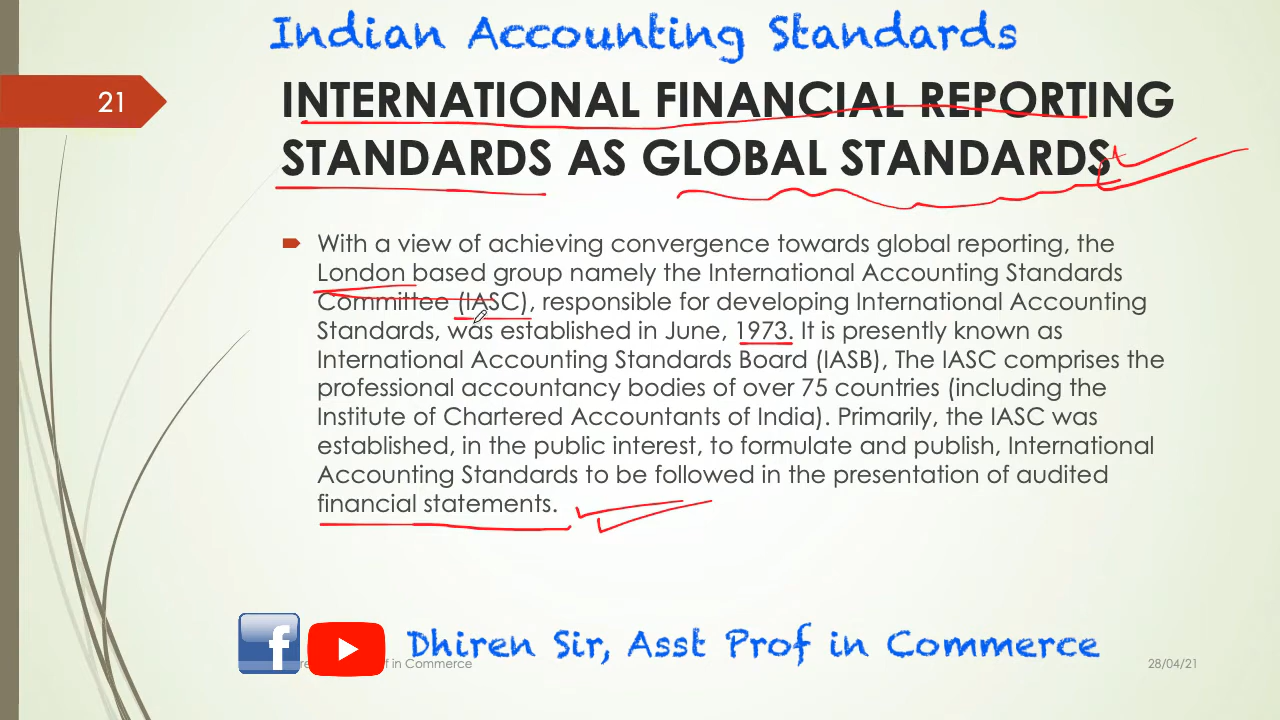 Indian Accounting Standards
21
INTERNATIONAL FINANCIAL REPORTING
STANDARDS AS GLOBAL STANDARDS
With a view of achieving convergence towards global reporting, the
London based group namely the International Accounting Standards
Committee (IASC), responsible for developing International Accounting
Standards, was established in June, 1973. It is presently known as
International Accounting Standards Board (IASB), The IASC comprises the
professional accountancy bodies of over 75 countries (including the
Institute of Chartered Accountants of India). Primarily, the IASC was
established, in the public interest, to formulate and publish, International
Accounting Standards to be followed in the presentation of audited
financial statements.
f
Dhiren Sir, Asst Prof in Commerce
f in Commerce
28/04/21